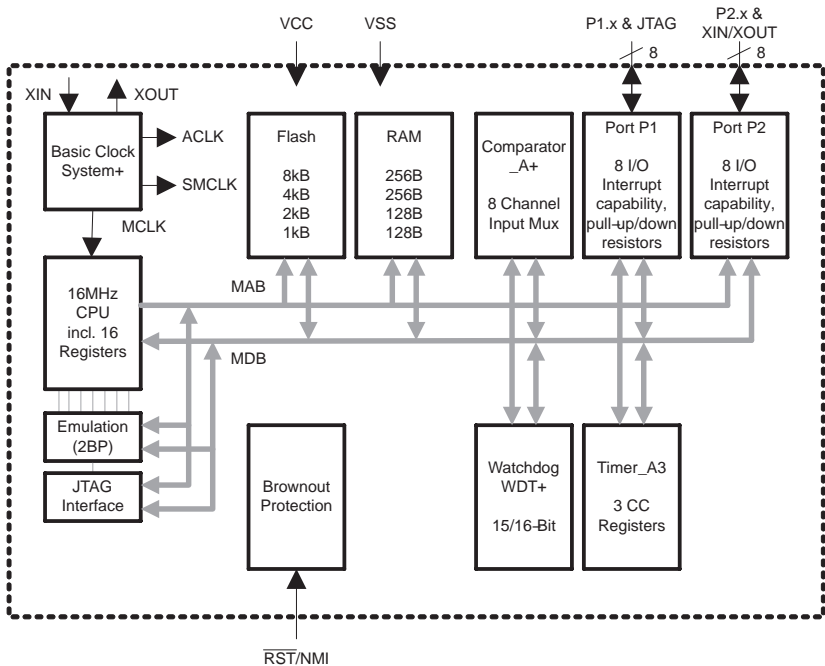 VCC
VSS
P1.x & JTAG
8
P2.x &
XIN/XOUT
8
XIN
XOUT
Basic Clock
System+
ACLK
SMCLK
MCLK
Flash
8kB
4kB
2kB
1kB
RAM
256B
256B
128B
128B
Comparator
_A+
8 Channel
Input Mux
Port P1
8 I/O
Interrupt
capability,
pull-up/down
resistors
Port P2
8 I/O
Interrupt
capability,
pull-up/down
resistors
16MHz
CPU
incl. 16
Registers
MAB
MDB
Emulation
(2BP)
JTAG
Interface
Brownout
Protection
Watchdog
WDT+
15/16-Bit
Timer_A3
3 CC
Registers
RST/NMI